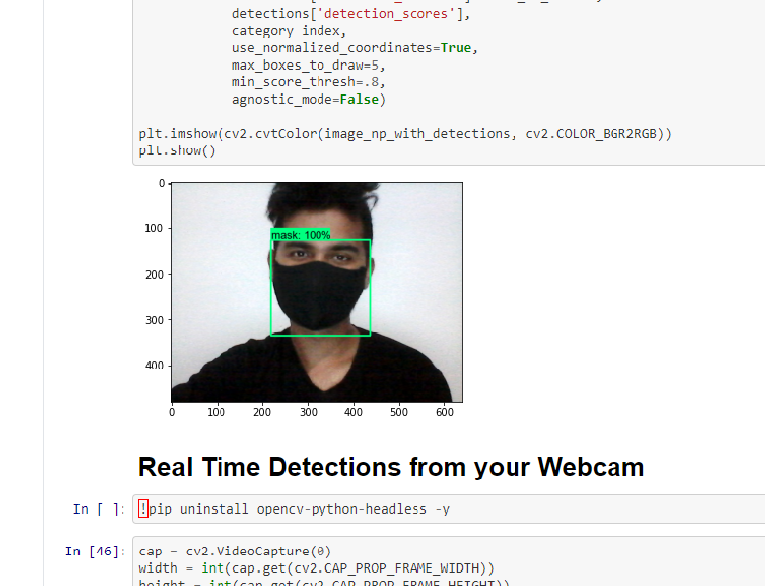 detections['detection_scores'],
category_index,
use_normalized_coordinates=True,
max_boxes_to_draw=5,
min_score_thresh=.8,
agnostic_mode=False)
plt.imshow(cv2.cvtColor(image_np_with_detections, cv2.COLOR_BGR2RGB))
plt.show()
0
100
mask: 100%
200
300
400
0 100 200 300 400 500 600
Real Time Detections from your Webcam
In [ ]: !pip uninstall opencv-python-headless -y
In [46]: cap = cv2.VideoCapture(0)
width = int(cap.get(cv2.CAP_PROP_FRAME_WIDTH))
height = int(cap.get(cv2.CAP_PROP_FRAME_HEIGHT))